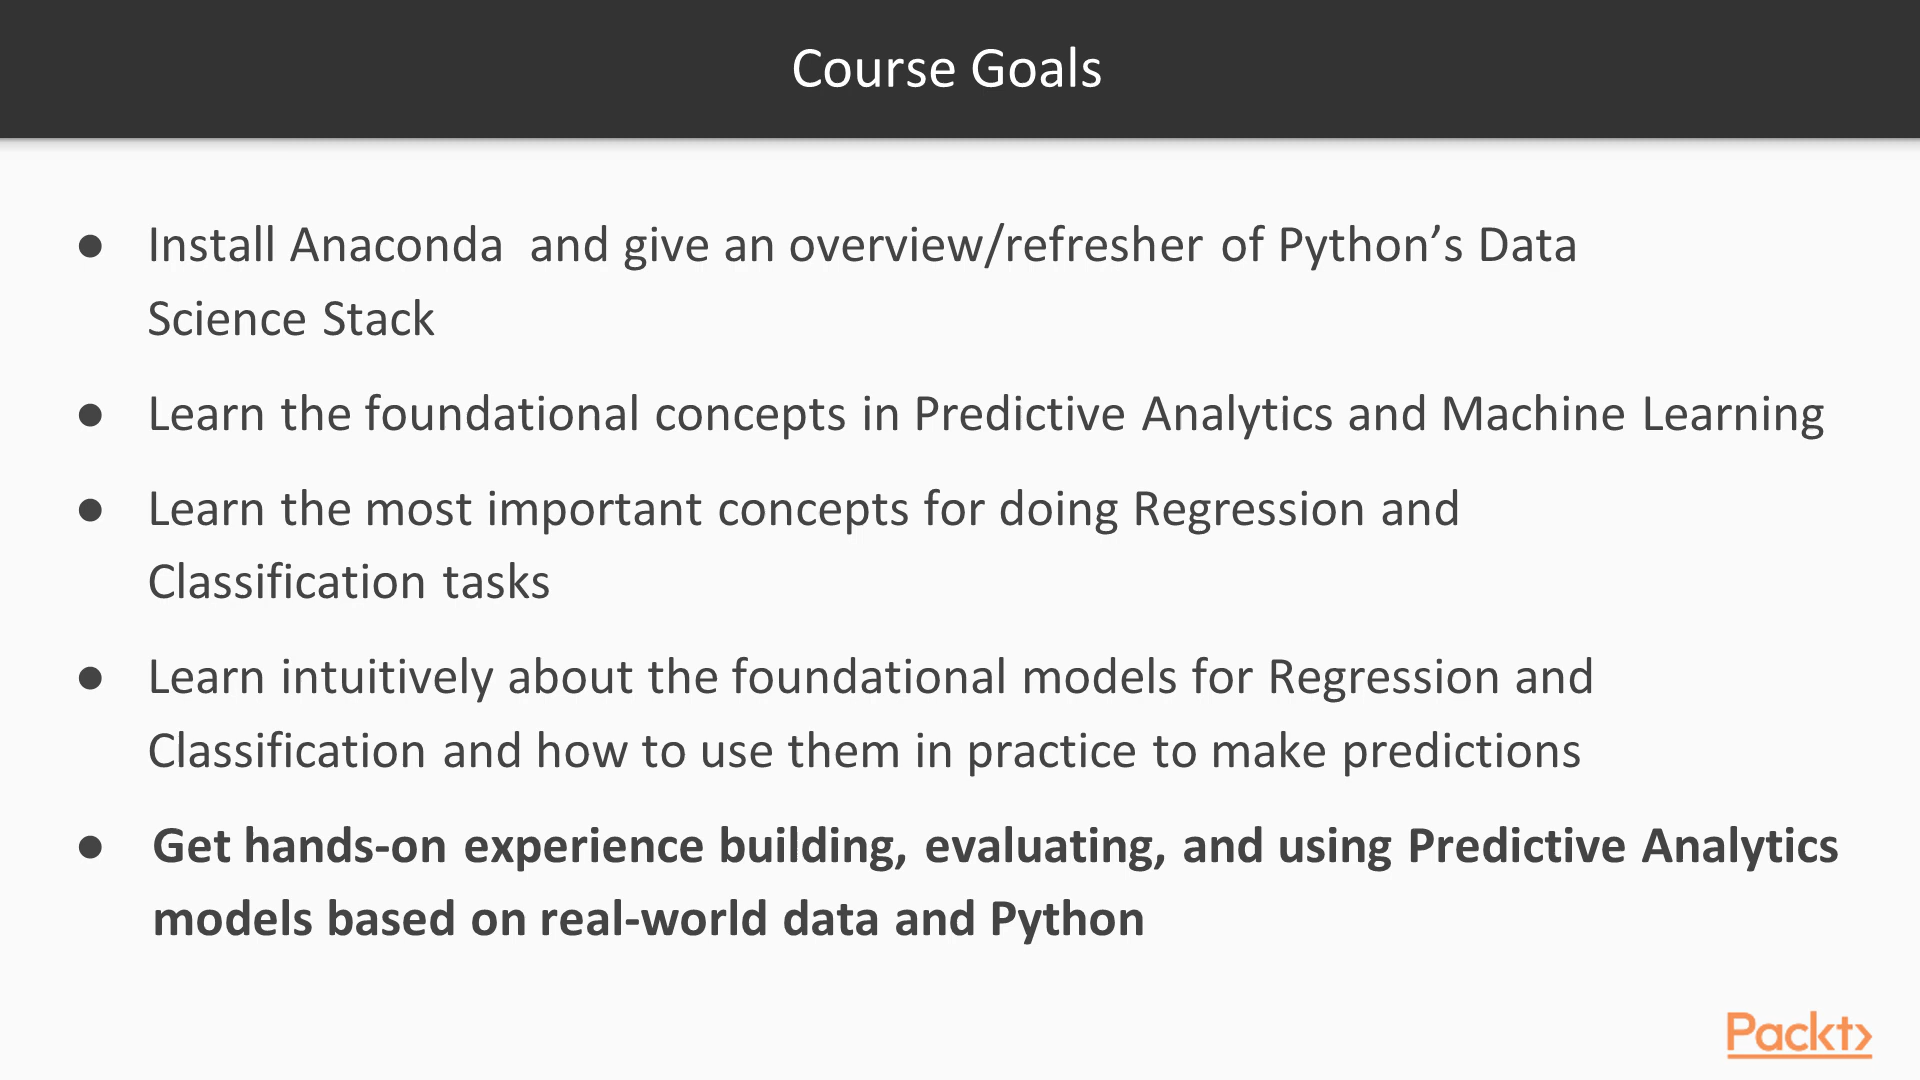 Course Goals
● Install Anaconda  and give an overview/refresher of Python’s Data
Science Stack
● Learn the foundational concepts in Predictive Analytics and Machine Learning
● Learn the most important concepts for doing Regression and
Classification tasks
● Learn intuitively about the foundational models for Regression and
Classification and how to use them in practice to make predictions
● Get hands-on experience building, evaluating, and using Predictive Analytics
models based on real-world data and Python
Packt>